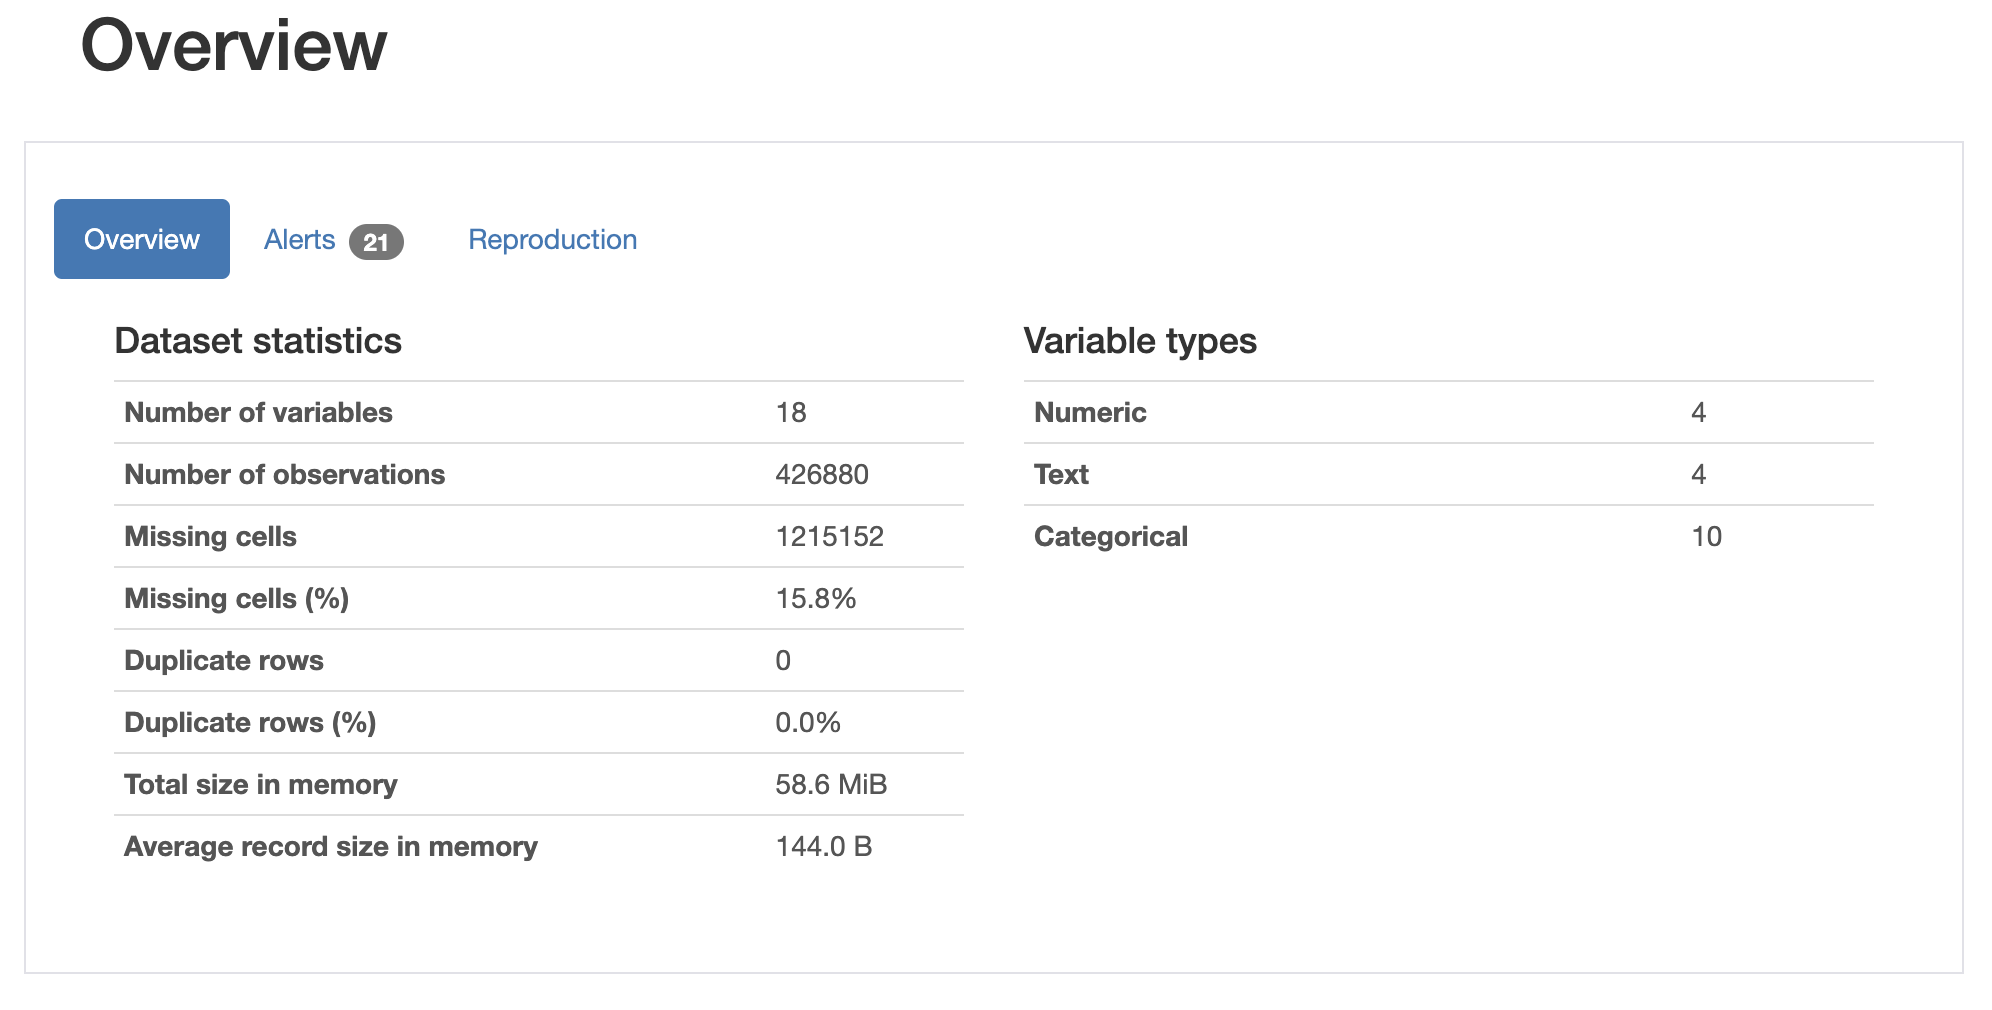 Overview
Overview Alerts 21 Reproduction
Dataset statistics
Number of variables 18
Number of observations 426880
Missing cells 1215152
Missing cells (%) 15.8%
Duplicate rows 0
Duplicate rows (%) 0.0%
Total size in memory 58.6 MiB
Average record size in memory 144.0 B
Variable types
Numeric 4
Text 4
Categorical 10